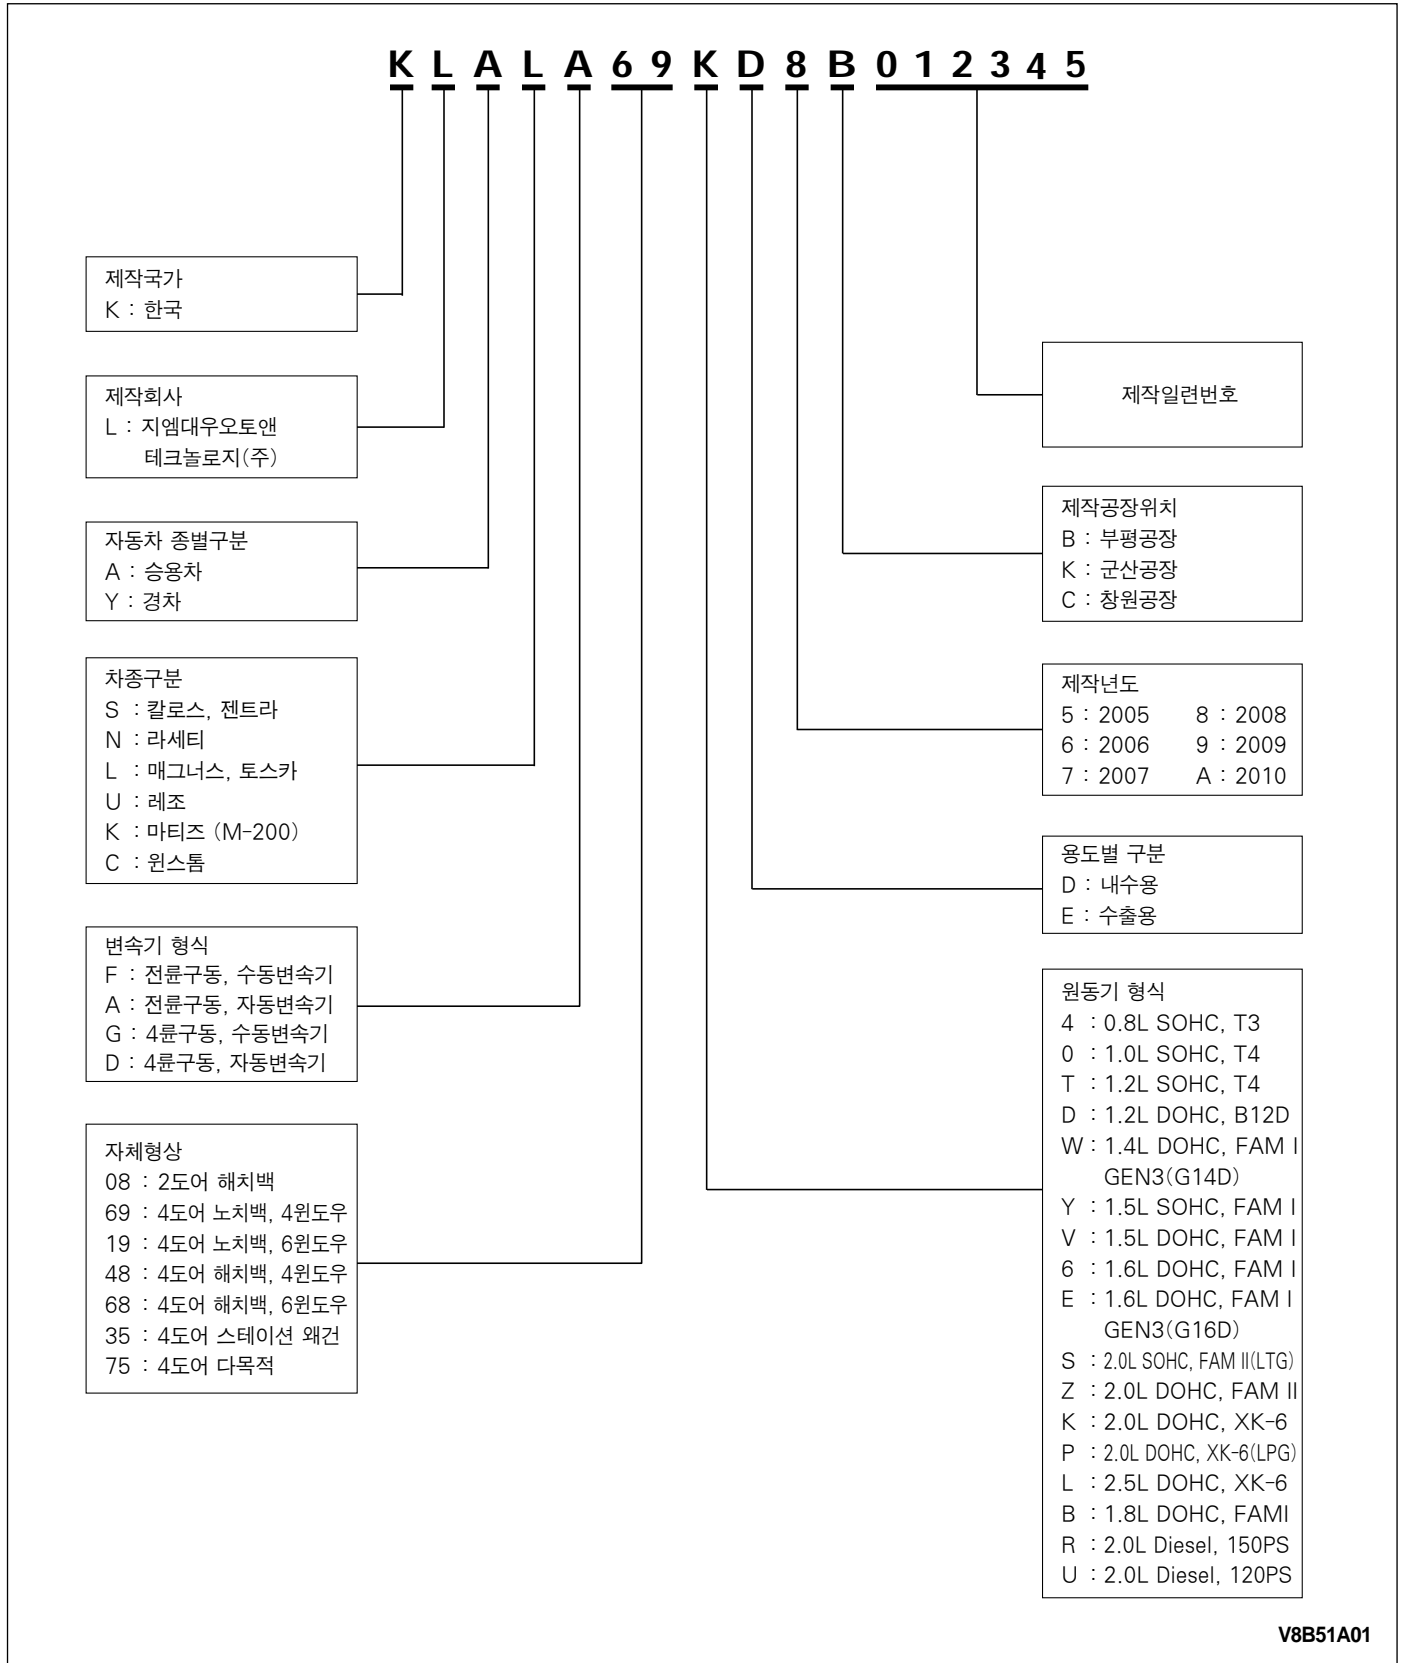 K L A L A 6 9 K D 8 B 0 1 2 3 4 5
제작국가
K : 한국
제작회사
L : 지엠대우오토앤
테크놀로지(주)
자동차 종별구분
A : 승용차
Y : 경차
차종구분
S : 칼로스, 젠트라
N : 라세티
L : 매그너스, 토스카
U : 레조
K : 마티즈 (M-200)
C : 윈스톰
변속기 형식
F : 전륜구동, 수동변속기
A : 전륜구동, 자동변속기
G : 4륜구동, 수동변속기
D : 4륜구동, 자동변속기
자체형상
08 : 2도어 해치백
69 : 4도어 노치백, 4윈도우
19 : 4도어 노치백, 6윈도우
48 : 4도어 해치백, 4윈도우
68 : 4도어 해치백, 6윈도우
35 : 4도어 스테이션 왜건
75 : 4도어 다목적
제작일련번호
제작공장위치
B : 부평공장
K : 군산공장
C : 창원공장
제작년도
5 : 2005 8 : 2008
6 : 2006 9 : 2009
7 : 2007 A : 2010
용도별 구분
D : 내수용
E : 수출용
원동기 형식
4 : 0.8L SOHC, T3
0 : 1.0L SOHC, T4
T : 1.2L SOHC, T4
D : 1.2L DOHC, B12D
W : 1.4L DOHC, FAM I
GEN3(G14D)
Y : 1.5L SOHC, FAM I
V : 1.5L DOHC, FAM I
6 : 1.6L DOHC, FAM I
E : 1.6L DOHC, FAM I
GEN3(G16D)
S : 2.0L SOHC, FAM II(LTG)
Z : 2.0L DOHC, FAM II
K : 2.0L DOHC, XK-6
P : 2.0L DOHC, XK-6(LPG)
L : 2.5L DOHC, XK-6
B : 1.8L DOHC, FAMI
R : 2.0L Diesel, 150PS
U : 2.0L Diesel, 120PS
V8B51A01